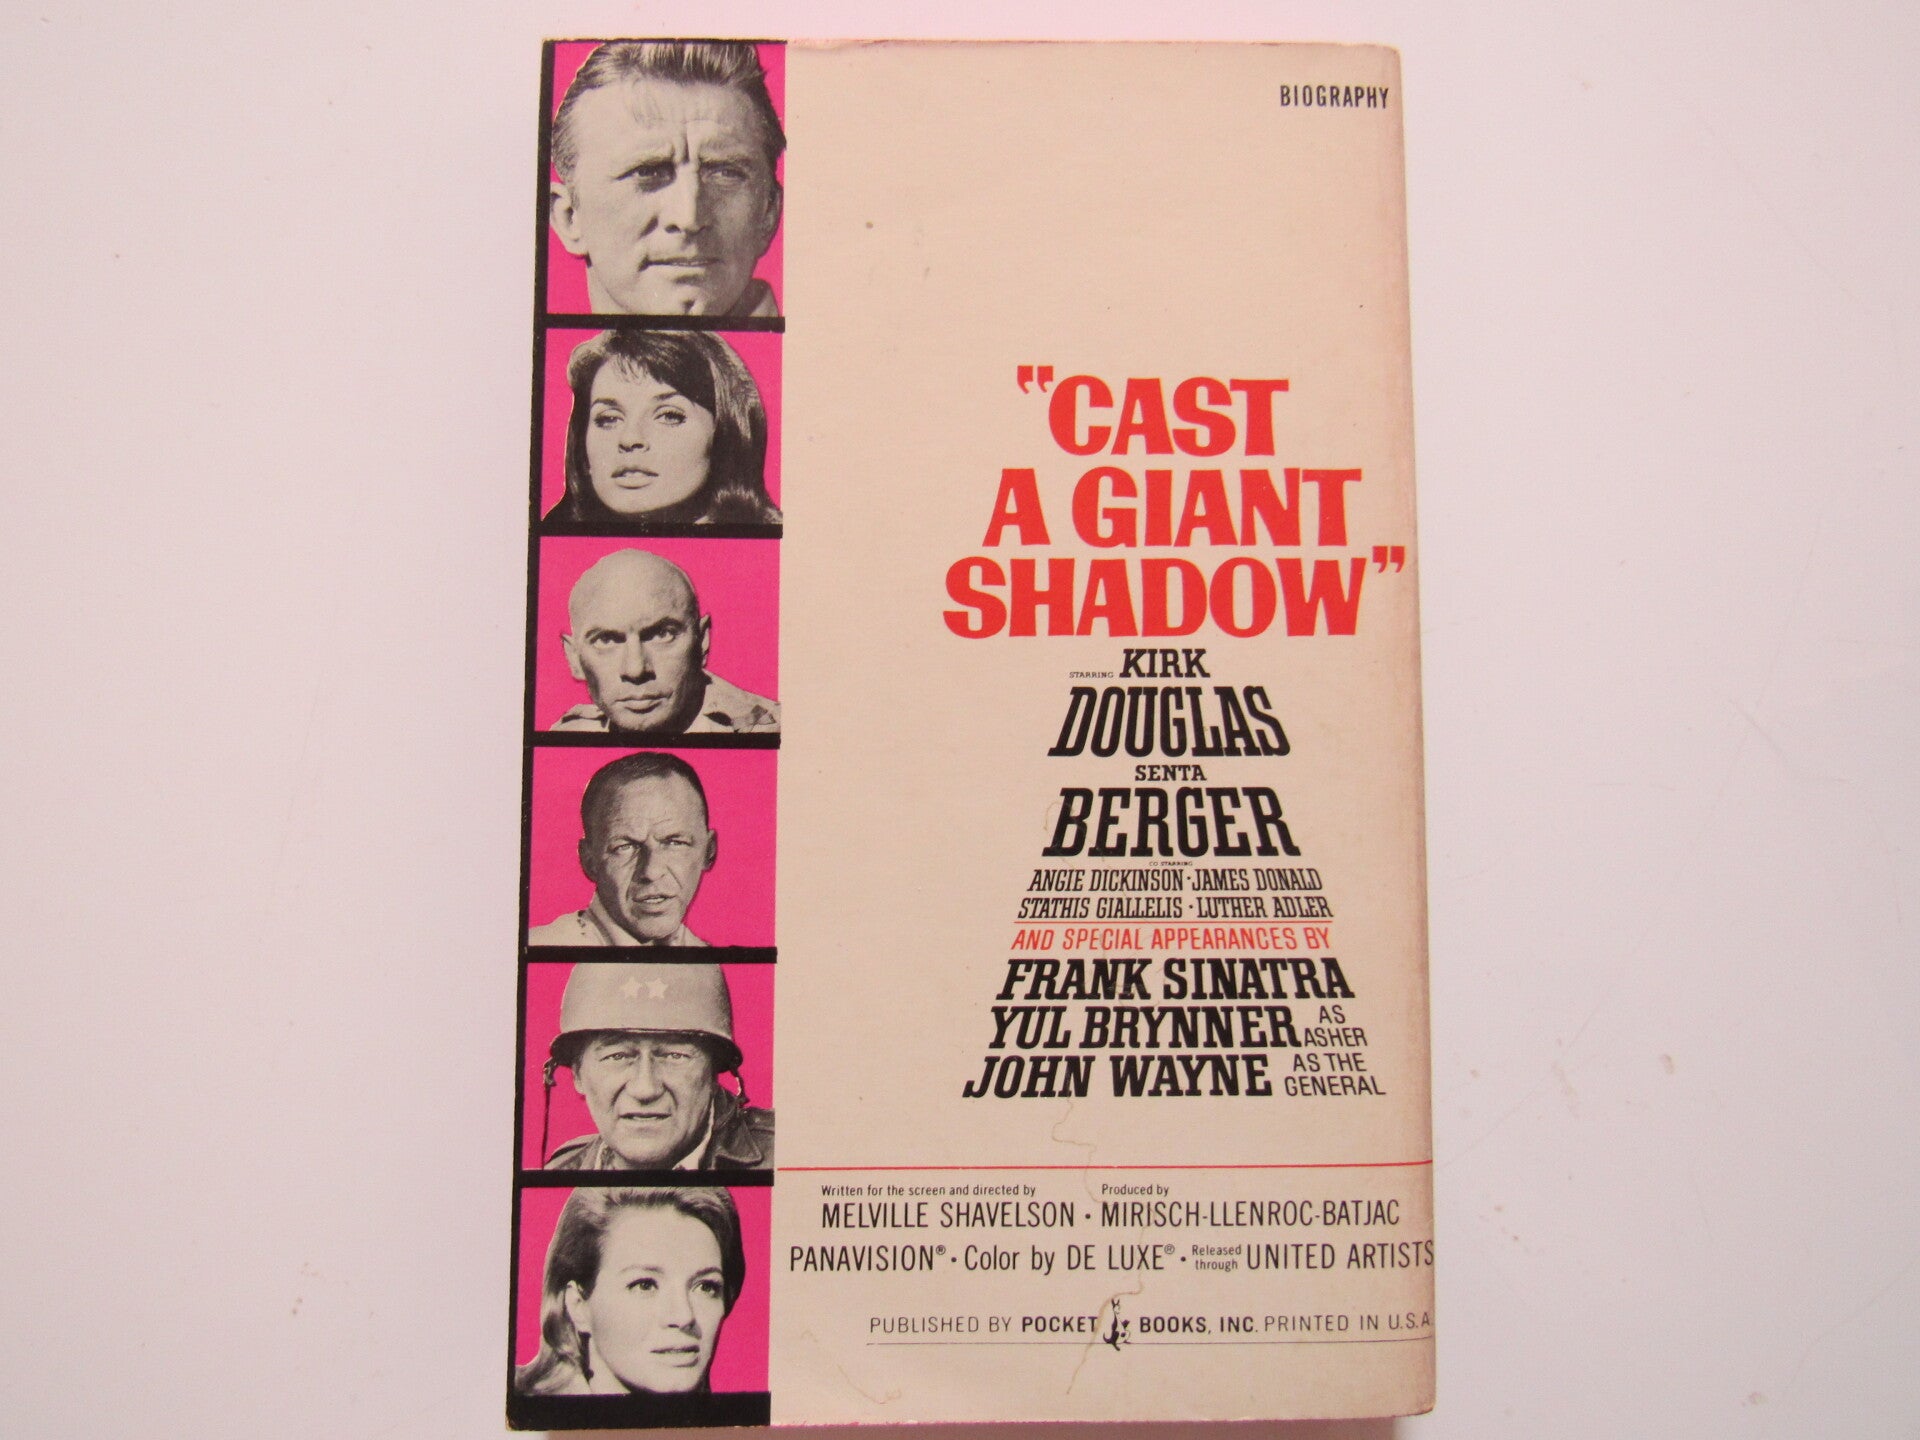 BIOGRAPHY
"CAST
A GIANT
SHADOW"
STARRING KIRK
DOUGLAS
SENTA
BERGER
CO STARRING
ANGIE DICKINSON · JAMES DONALD
STATHIS GIALLELIS · LUTHER ADLER
AND SPECIAL APPEARANCES BY
FRANK SINATRA
YUL BRYNNER AS ASHER
JOHN WAYNE AS THE GENERAL
Written for the screen and directed by Produced by
MELVILLE SHAVELSON · MIRISCH-LLENROC-BATJAC
PANAVISION® · Color by DE LUXE® · Released through UNITED ARTISTS
PUBLISHED BY POCKET BOOKS, INC. PRINTED IN U.S.A.